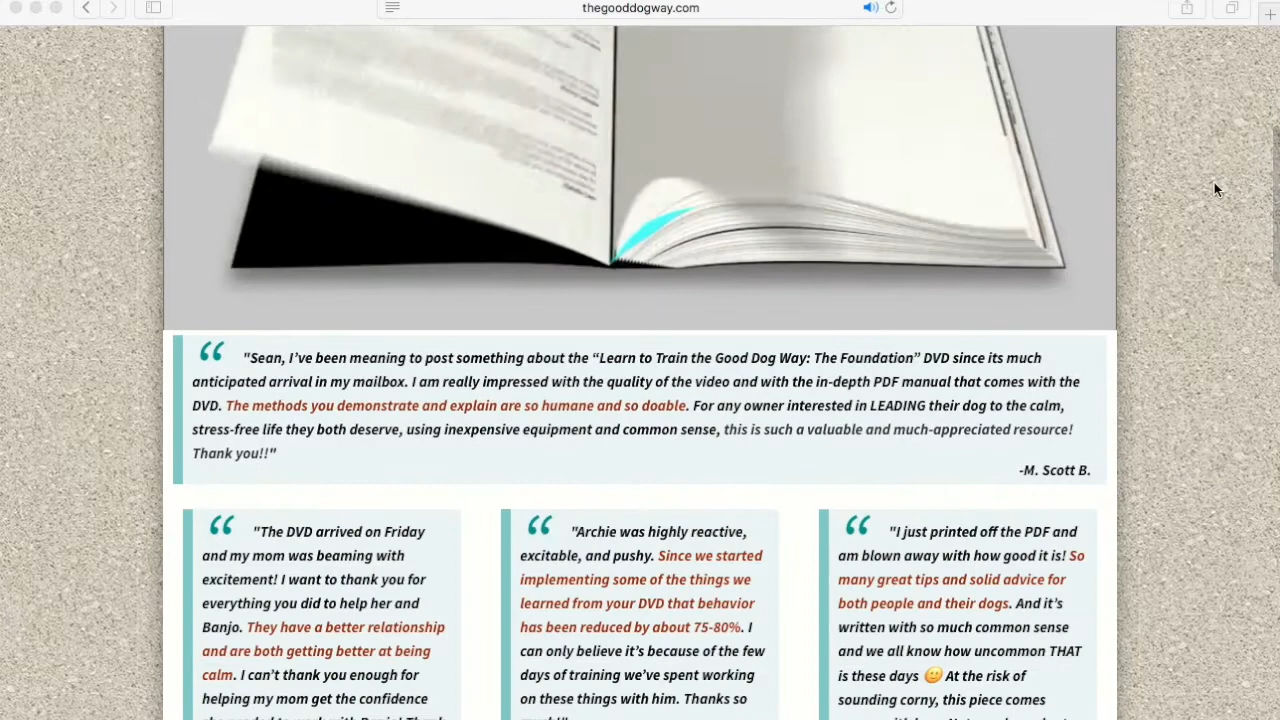 thegooddogway.com
"Sean, I’ve been meaning to post something about the “Learn to Train the Good Dog Way: The Foundation” DVD since its much
anticipated arrival in my mailbox. I am really impressed with the quality of the video and with the in-depth PDF manual that comes with the
DVD. The methods you demonstrate and explain are so humane and so doable. For any owner interested in LEADING their dog to the calm,
stress-free life they both deserve, using inexpensive equipment and common sense, this is such a valuable and much-appreciated resource!
Thank you!!"
-M. Scott B.
"The DVD arrived on Friday
and my mom was beaming with
excitement! I want to thank you for
everything you did to help her and
Banjo. They have a better relationship
and are both getting better at being
calm. I can’t thank you enough for
helping my mom get the confidence
"Archie was highly reactive,
excitable, and pushy. Since we started
implementing some of the things we
learned from your DVD that behavior
has been reduced by about 75-80%. I
can only believe it’s because of the few
days of training we’ve spent working
on these things with him. Thanks so
"I just printed off the PDF and
am blown away with how good it is! So
many great tips and solid advice for
both people and their dogs. And it’s
written with so much common sense
and we all know how uncommon THAT
is these days 🙂 At the risk of
sounding corny, this piece comes